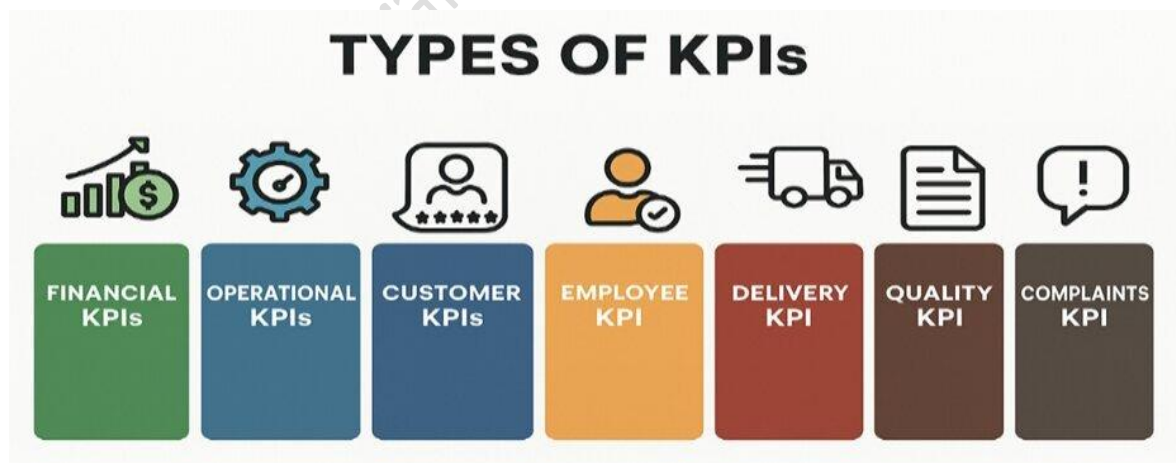 TYPES OF KPIs
FINANCIAL
KPIs
OPERATIONAL
KPIs
CUSTOMER
KPIs
EMPLOYEE
KPI
DELIVERY
KPI
QUALITY
KPI
COMPLAINTS
KPI